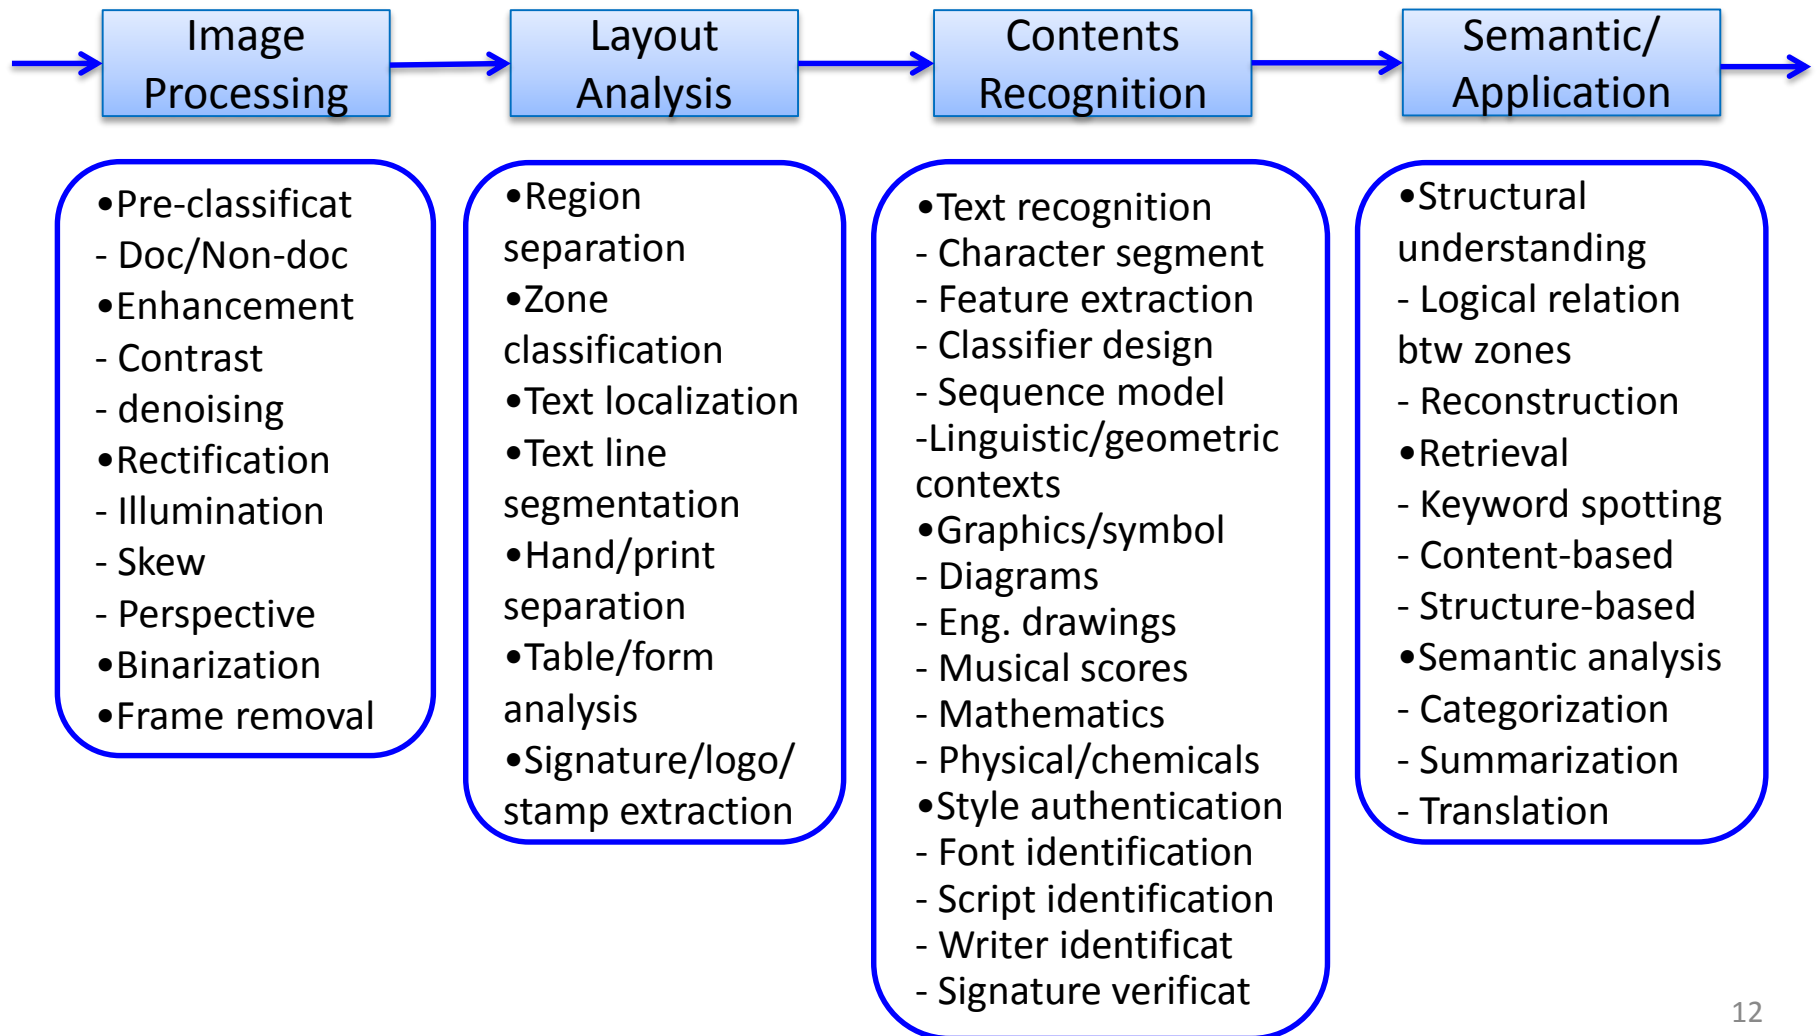 Image
Processing
Layout
Analysis
Contents
Recognition
Semantic/
Application
•Pre-classificat
- Doc/Non-doc
•Enhancement
- Contrast
- denoising
•Rectification
- Illumination
- Skew
- Perspective
•Binarization
•Frame removal
•Region
separation
•Zone
classification
•Text localization
•Text line
segmentation
•Hand/print
separation
•Table/form
analysis
•Signature/logo/
stamp extraction
•Text recognition
- Character segment
- Feature extraction
- Classifier design
- Sequence model
-Linguistic/geometric
contexts
•Graphics/symbol
- Diagrams
- Eng. drawings
- Musical scores
- Mathematics
- Physical/chemicals
•Style authentication
- Font identification
- Script identification
- Writer identificat
- Signature verificat
•Structural
understanding
- Logical relation
btw zones
- Reconstruction
•Retrieval
- Keyword spotting
- Content-based
- Structure-based
•Semantic analysis
- Categorization
- Summarization
- Translation
12